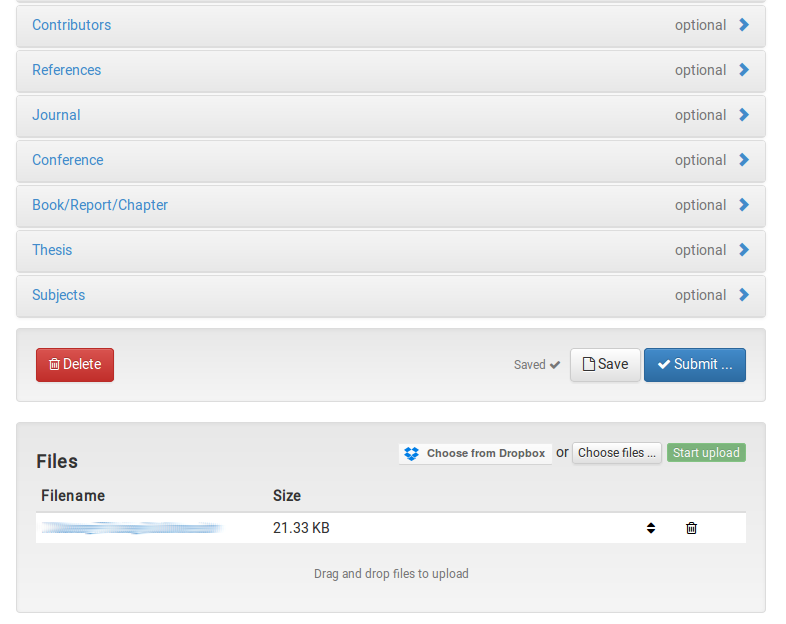 Contributors optional
References optional
Journal optional
Conference optional
Book/Report/Chapter optional
Thesis optional
Subjects optional
Delete Saved Save Submit ...
Files Choose from Dropbox or Choose files ... Start upload
Filename Size
21.33 KB
Drag and drop files to upload